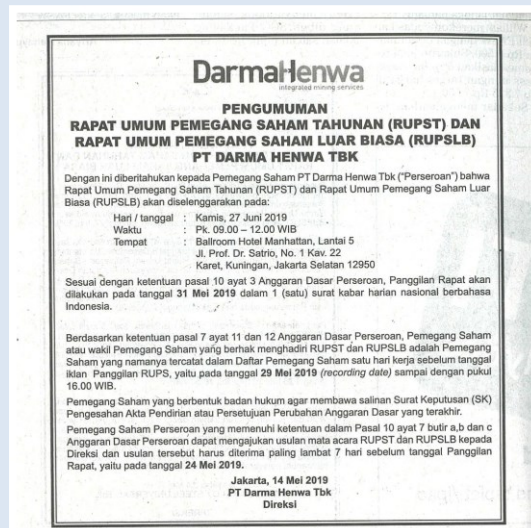 DarmaHenwa
integrated mining services
PENGUMUMAN
RAPAT UMUM PEMEGANG SAHAM TAHUNAN (RUPST) DAN
RAPAT UMUM PEMEGANG SAHAM LUAR BIASA (RUPSLB)
PT DARMA HENWA TBK
Dengan ini diberitahukan kepada Pemegang Saham PT Darma Henwa Tbk ("Perseroan") bahwa
Rapat Umum Pemegang Saham Tahunan (RUPST) dan Rapat Umum Pemegang Saham Luar
Biasa (RUPSLB) akan diselenggarakan pada:
Hari / tanggal : Kamis, 27 Juni 2019
Waktu : Pk. 09.00 – 12.00 WIB
Tempat : Ballroom Hotel Manhattan, Lantai 5
Jl. Prof. Dr. Satrio, No. 1 Kav. 22
Karet, Kuningan, Jakarta Selatan 12950
Sesuai dengan ketentuan pasal 10 ayat 3 Anggaran Dasar Perseroan, Panggilan Rapat akan
dilakukan pada tanggal 31 Mei 2019 dalam 1 (satu) surat kabar harian nasional berbahasa
Indonesia.
Berdasarkan ketentuan pasal 7 ayat 11 dan 12 Anggaran Dasar Perseroan, Pemegang Saham
atau wakil Pemegang Saham yang berhak menghadiri RUPST dan RUPSLB adalah Pemegang
Saham yang namanya tercatat dalam Daftar Pemegang Saham satu hari kerja sebelum tanggal
iklan Panggilan RUPS, yaitu pada tanggal 29 Mei 2019 (recording date) sampai dengan pukul
16.00 WIB.
Pemegang Saham yang berbentuk badan hukum agar membawa salinan Surat Keputusan (SK)
Pengesahan Akta Pendirian atau Persetujuan Perubahan Anggaran Dasar yang terakhir.
Pemegang Saham Perseroan yang memenuhi ketentuan dalam Pasal 10 ayat 7 butir a,b dan c
Anggaran Dasar Perseroan dapat mengajukan usulan mata acara RUPST dan RUPSLB kepada
Direksi dan usulan tersebut harus diterima paling lambat 7 hari sebelum tanggal Panggilan
Rapat, yaitu pada tanggal 24 Mei 2019.
Jakarta, 14 Mei 2019
PT Darma Henwa Tbk
Direksi